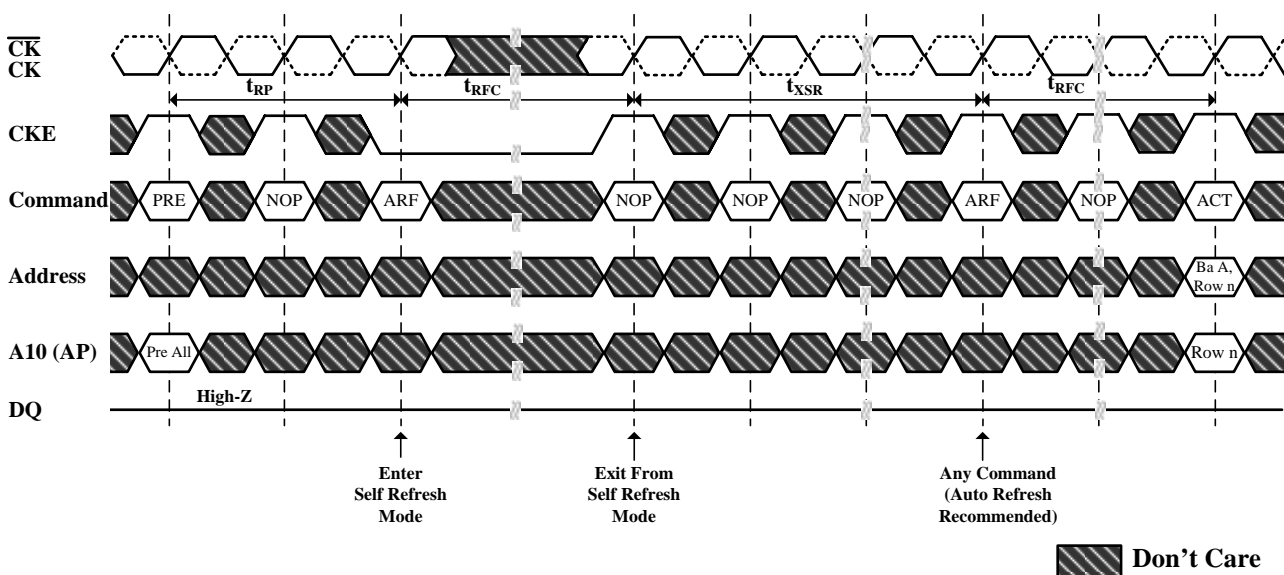 CK
CK
tRP
tRFC
tXSR
tRFC
CKE
Command
PRE
NOP
ARF
NOP
NOP
NOP
ARF
NOP
ACT
Address
Ba A,
Row n
A10 (AP)
Pre All
Row n
High-Z
DQ
Enter
Self Refresh
Mode
Exit From
Self Refresh
Mode
Any Command
(Auto Refresh
Recommended)
Don't Care